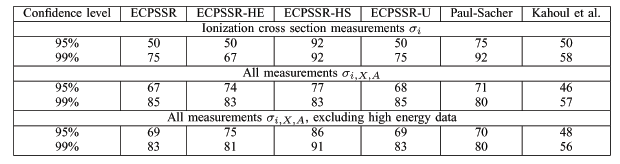 Confidence level ECPSSR ECPSSR-HE ECPSSR-HS ECPSSR-U Paul-Sacher Kahoul et al.
Ionization cross section measurements σi
95% 50 50 92 50 75 50
99% 75 67 92 75 92 58
All measurements σi,X,A
95% 67 74 77 68 71 46
99% 85 83 83 85 80 57
All measurements σi,X,A, excluding high energy data
95% 69 75 86 69 70 48
99% 83 81 91 83 80 56